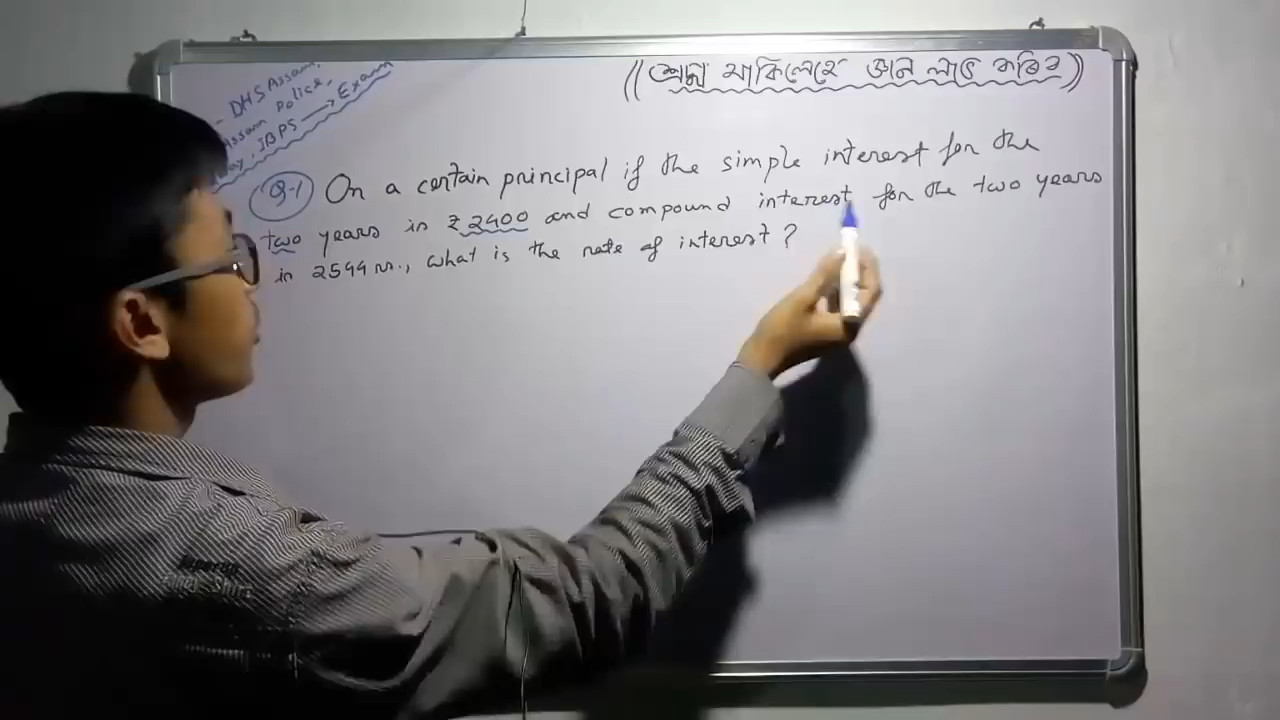 ((শেষ মাকিলেহে জ্ঞান লাভ কৰিব))
- DHS Assam,
Assam Police,
way, IBPS → Exam
Q-1 On a certain principal if the simple interest for the
two years is ₹ 2400 and compound interest for the two years
is 2544 rs., what is the rate of interest ?